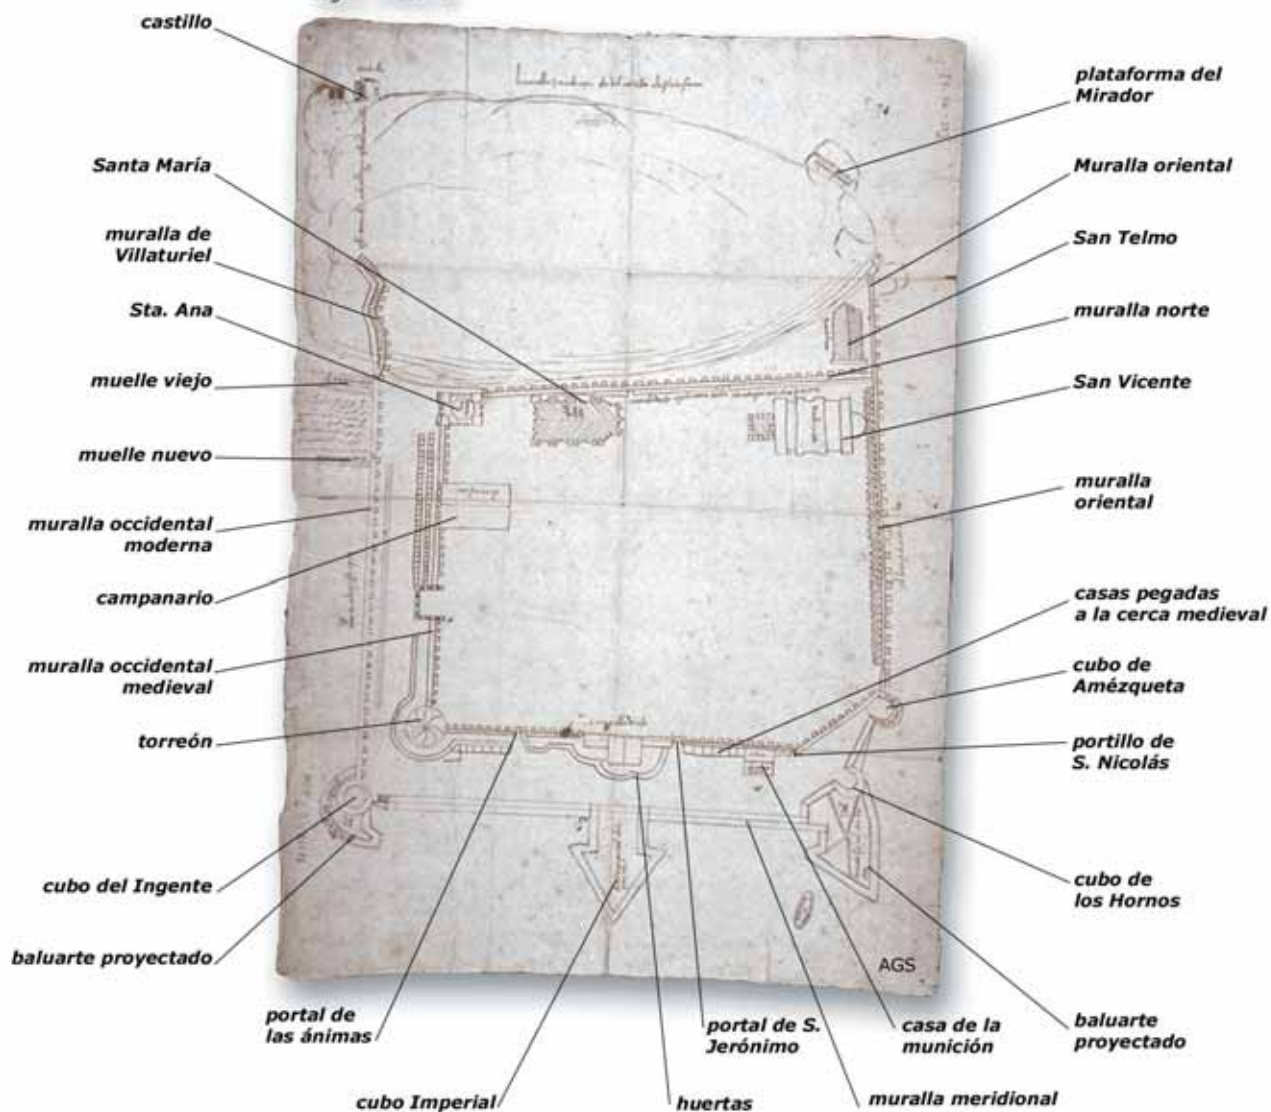 castillo
Santa María
muralla de
Villaturiel
Sta. Ana
muelle viejo
muelle nuevo
muralla occidental
moderna
campanario
muralla occidental
medieval
torreón
cubo del Ingente
baluarte proyectado
portal de
las ánimas
cubo Imperial
huertas
portal de S.
Jerónimo
casa de la
munición
muralla meridional
baluarte
proyectado
plataforma del
Mirador
Muralla oriental
San Telmo
muralla norte
San Vicente
muralla
oriental
casas pegadas
a la cerca medieval
cubo de
Amézqueta
portillo de
S. Nicolás
cubo de
los Hornos
AGS